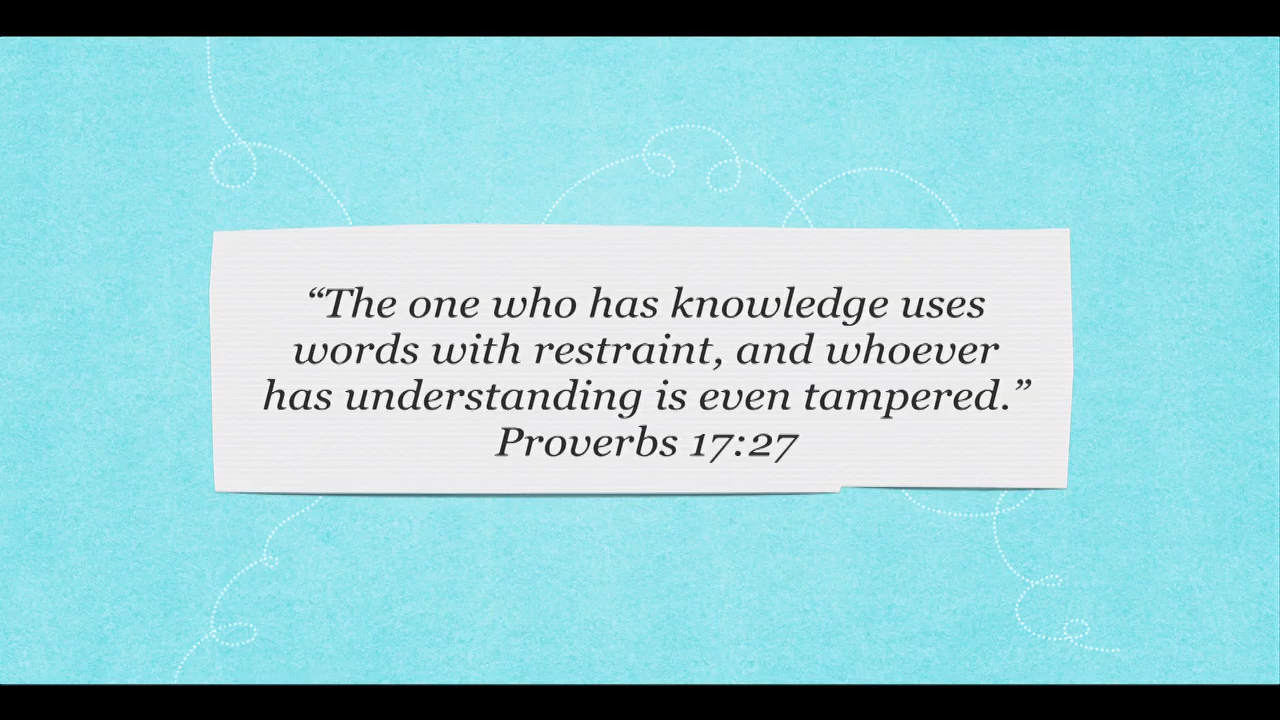 “The one who has knowledge uses
words with restraint, and whoever
has understanding is even tampered.”
Proverbs 17:27